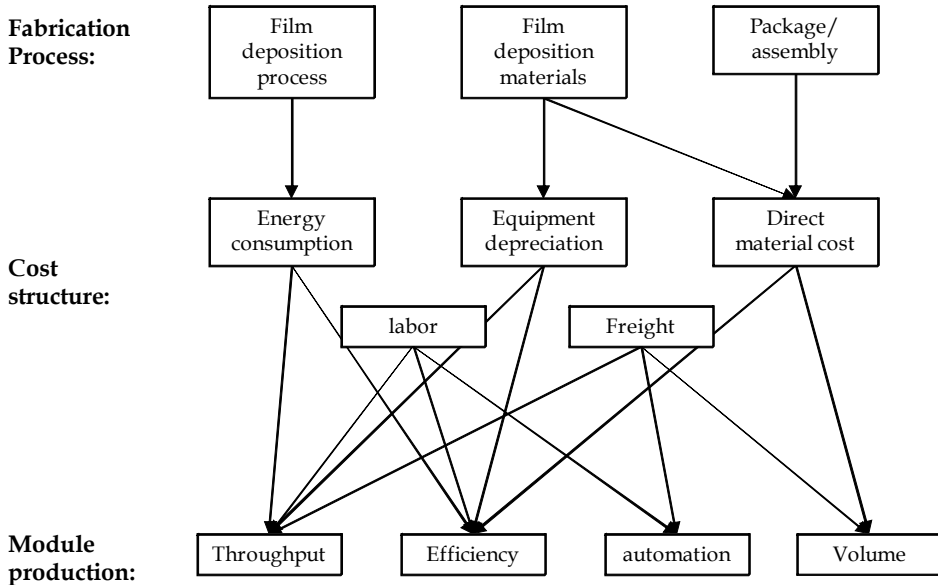 Fabrication
Process:
Film
deposition
process
Film
deposition
materials
Package/
assembly
Energy
consumption
Equipment
depreciation
Direct
material cost
Cost
structure:
labor
Freight
Module
production:
Throughput
Efficiency
automation
Volume